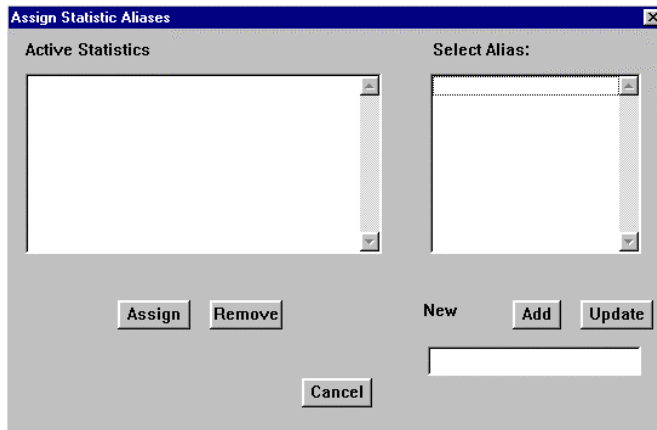 Assign Statistic Aliases
Active Statistics Select Alias:
Assign Remove New Add Update
Cancel